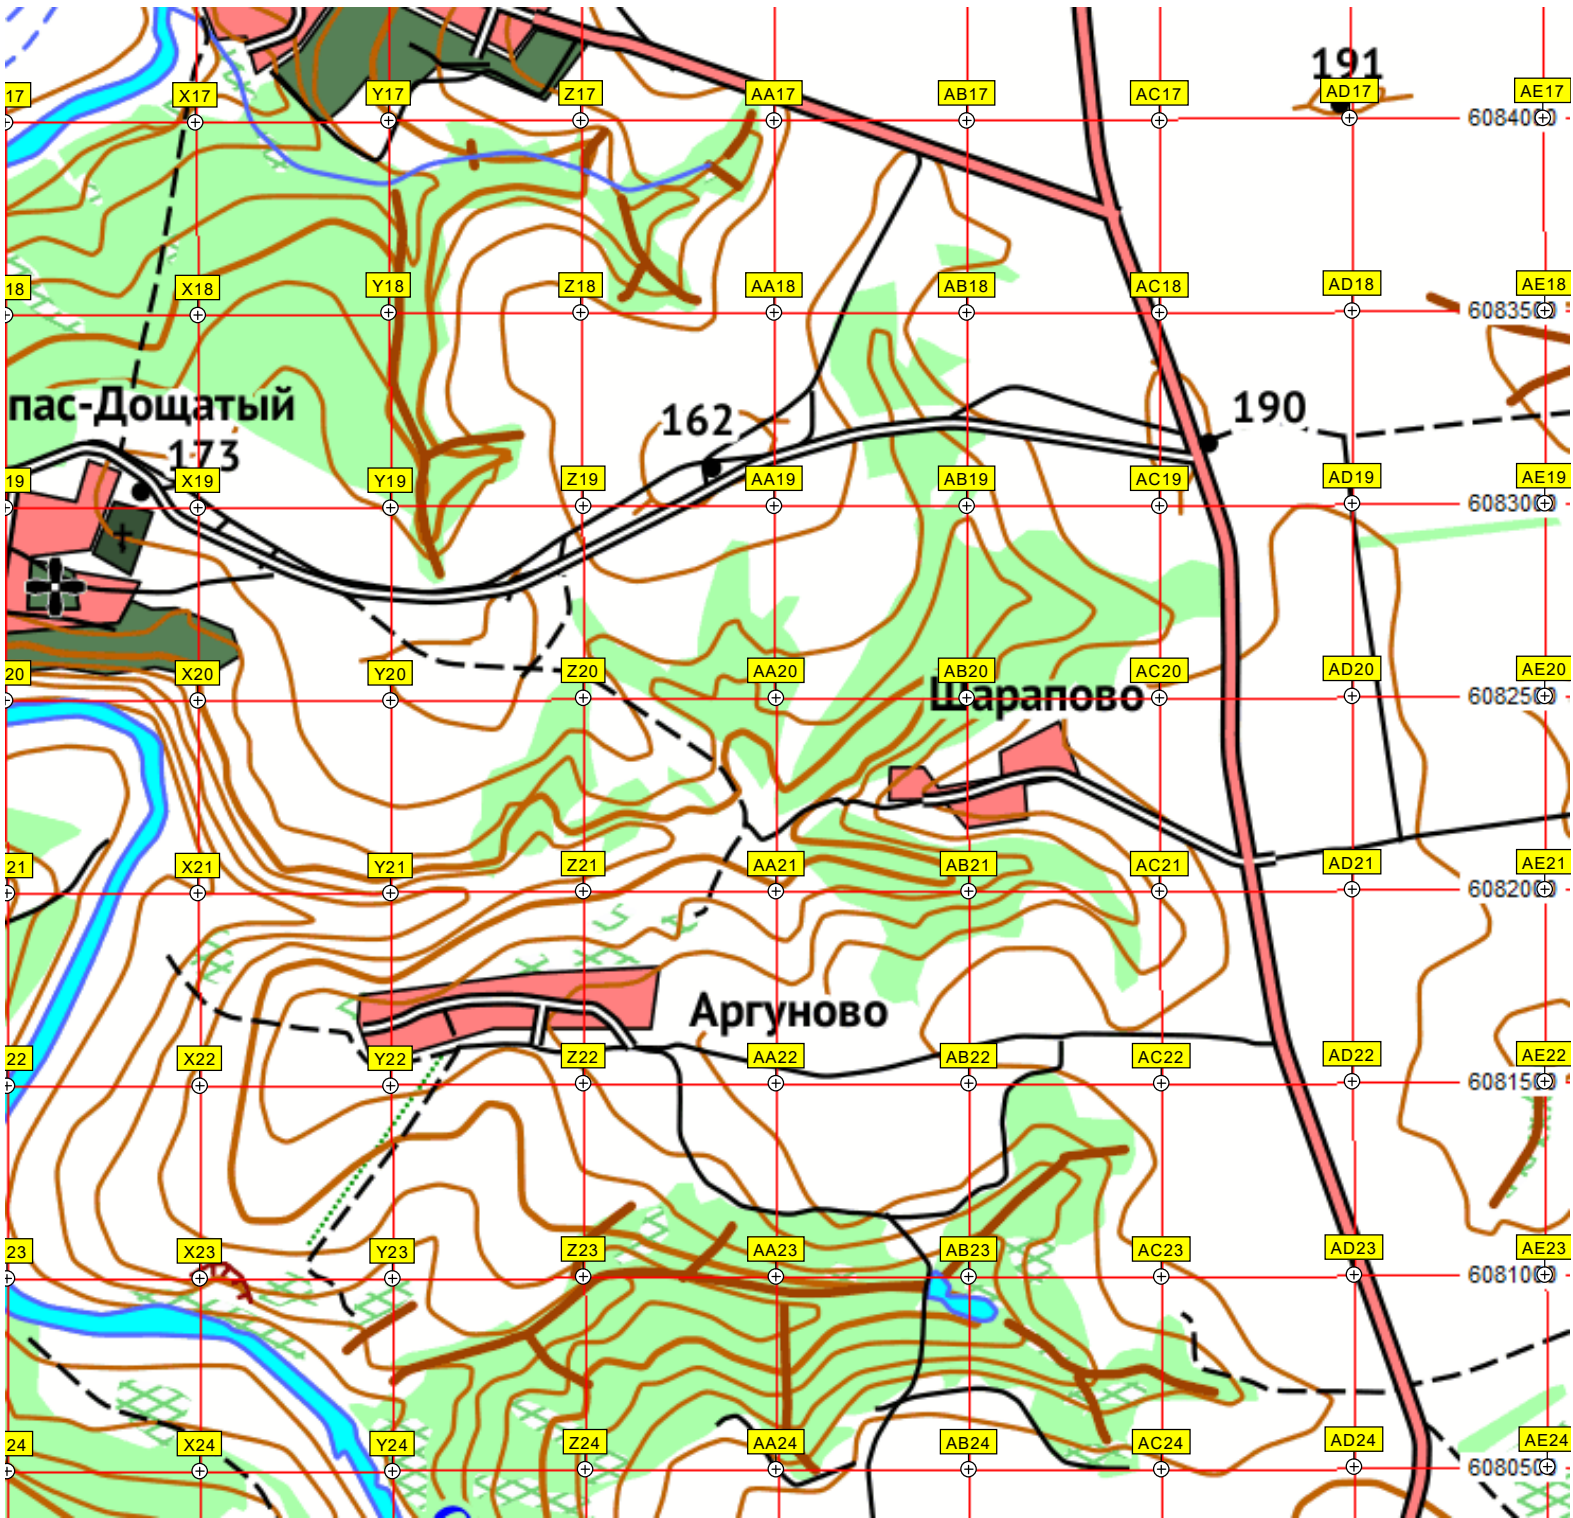 191
17 X17 Y17 Z17 AA17 AB17 AC17 AD17 AE17
608400
18 X18 Y18 Z18 AA18 AB18 AC18 AD18 AE18
608350
пас-Дощатый
162
190
173
19 X19 Y19 Z19 AA19 AB19 AC19 AD19 AE19
608300
20 X20 Y20 Z20 AA20 AB20 AC20 AD20 AE20
608250
Шарапово
21 X21 Y21 Z21 AA21 AB21 AC21 AD21 AE21
608200
Аргуново
22 X22 Y22 Z22 AA22 AB22 AC22 AD22 AE22
608150
23 X23 Y23 Z23 AA23 AB23 AC23 AD23 AE23
608100
24 X24 Y24 Z24 AA24 AB24 AC24 AD24 AE24
608050